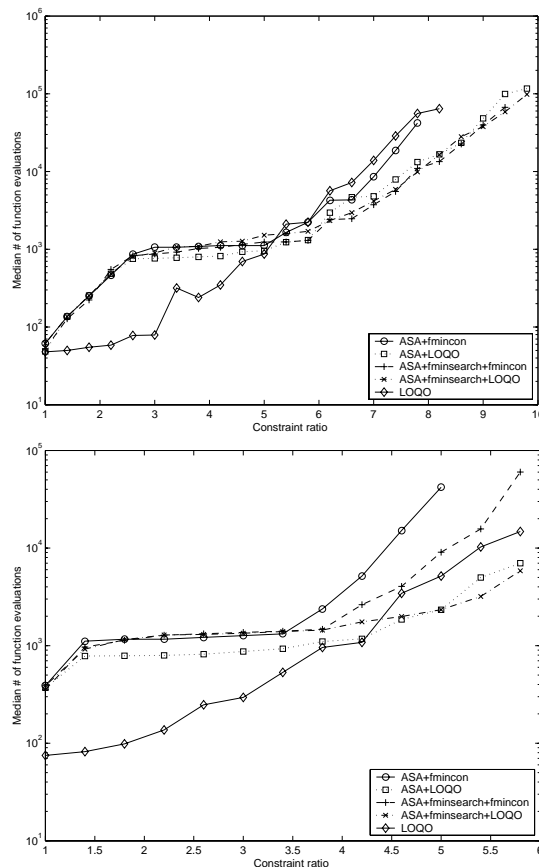 10^6
10^5
10^4
10^3
10^2
10^1
Median # of function evaluations
1 2 3 4 5 6 7 8 9 10
Constraint ratio
ASA+fmincon
ASA+LOQO
ASA+fminsearch+fmincon
ASA+fminsearch+LOQO
LOQO
10^5
10^4
10^3
10^2
10^1
Median # of function evaluations
1 1.5 2 2.5 3 3.5 4 4.5 5 5.5 6
Constraint ratio
ASA+fmincon
ASA+LOQO
ASA+fminsearch+fmincon
ASA+fminsearch+LOQO
LOQO